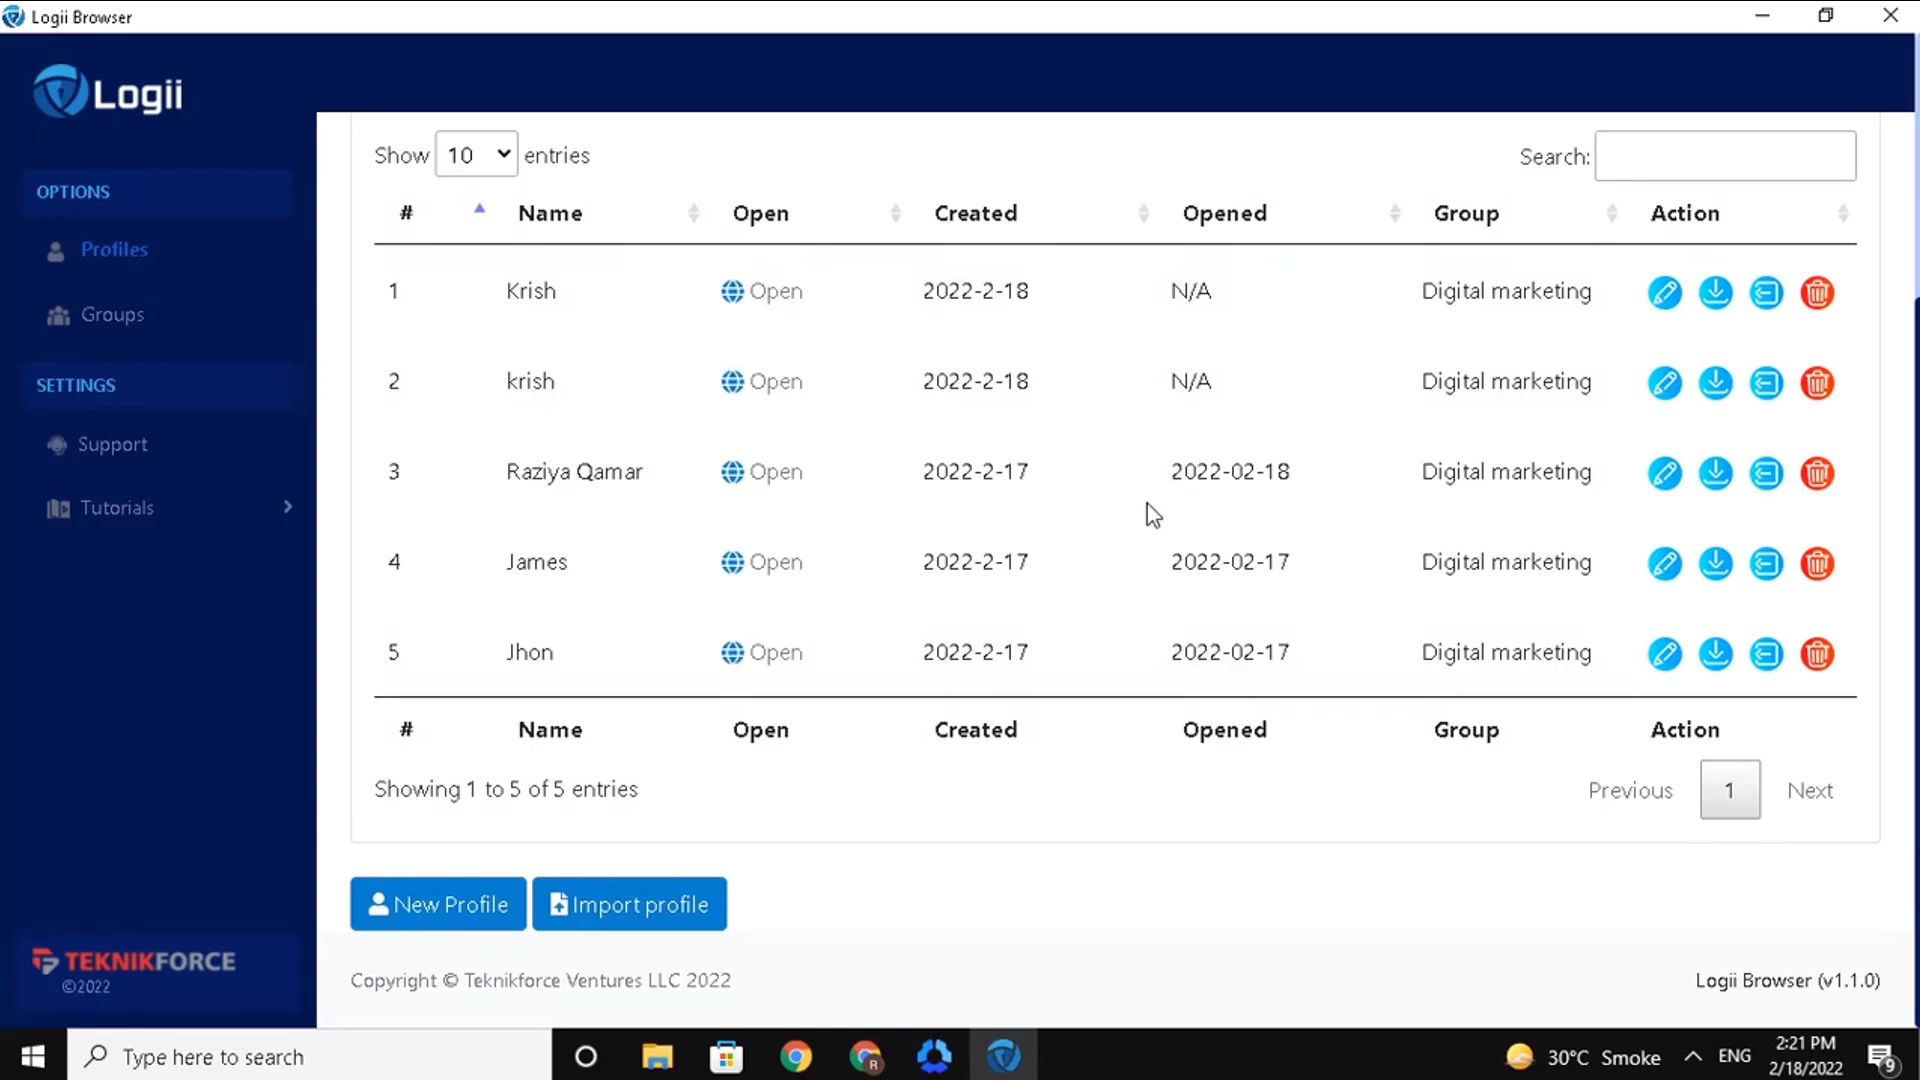 Logii Browser
Logii
OPTIONS
Profiles
Groups
SETTINGS
Support
Tutorials
TEKNIKFORCE
©2022
Show 10 entries
Search:
# Name Open Created Opened Group Action
1 Krish Open 2022-2-18 N/A Digital marketing
2 krish Open 2022-2-18 N/A Digital marketing
3 Raziya Qamar Open 2022-2-17 2022-02-18 Digital marketing
4 James Open 2022-2-17 2022-02-17 Digital marketing
5 Jhon Open 2022-2-17 2022-02-17 Digital marketing
# Name Open Created Opened Group Action
Showing 1 to 5 of 5 entries
Previous 1 Next
New Profile Import profile
Copyright © Teknikforce Ventures LLC 2022
Logii Browser (v1.1.0)
Type here to search
R
30°C Smoke
ENG
2:21 PM
2/18/2022
9